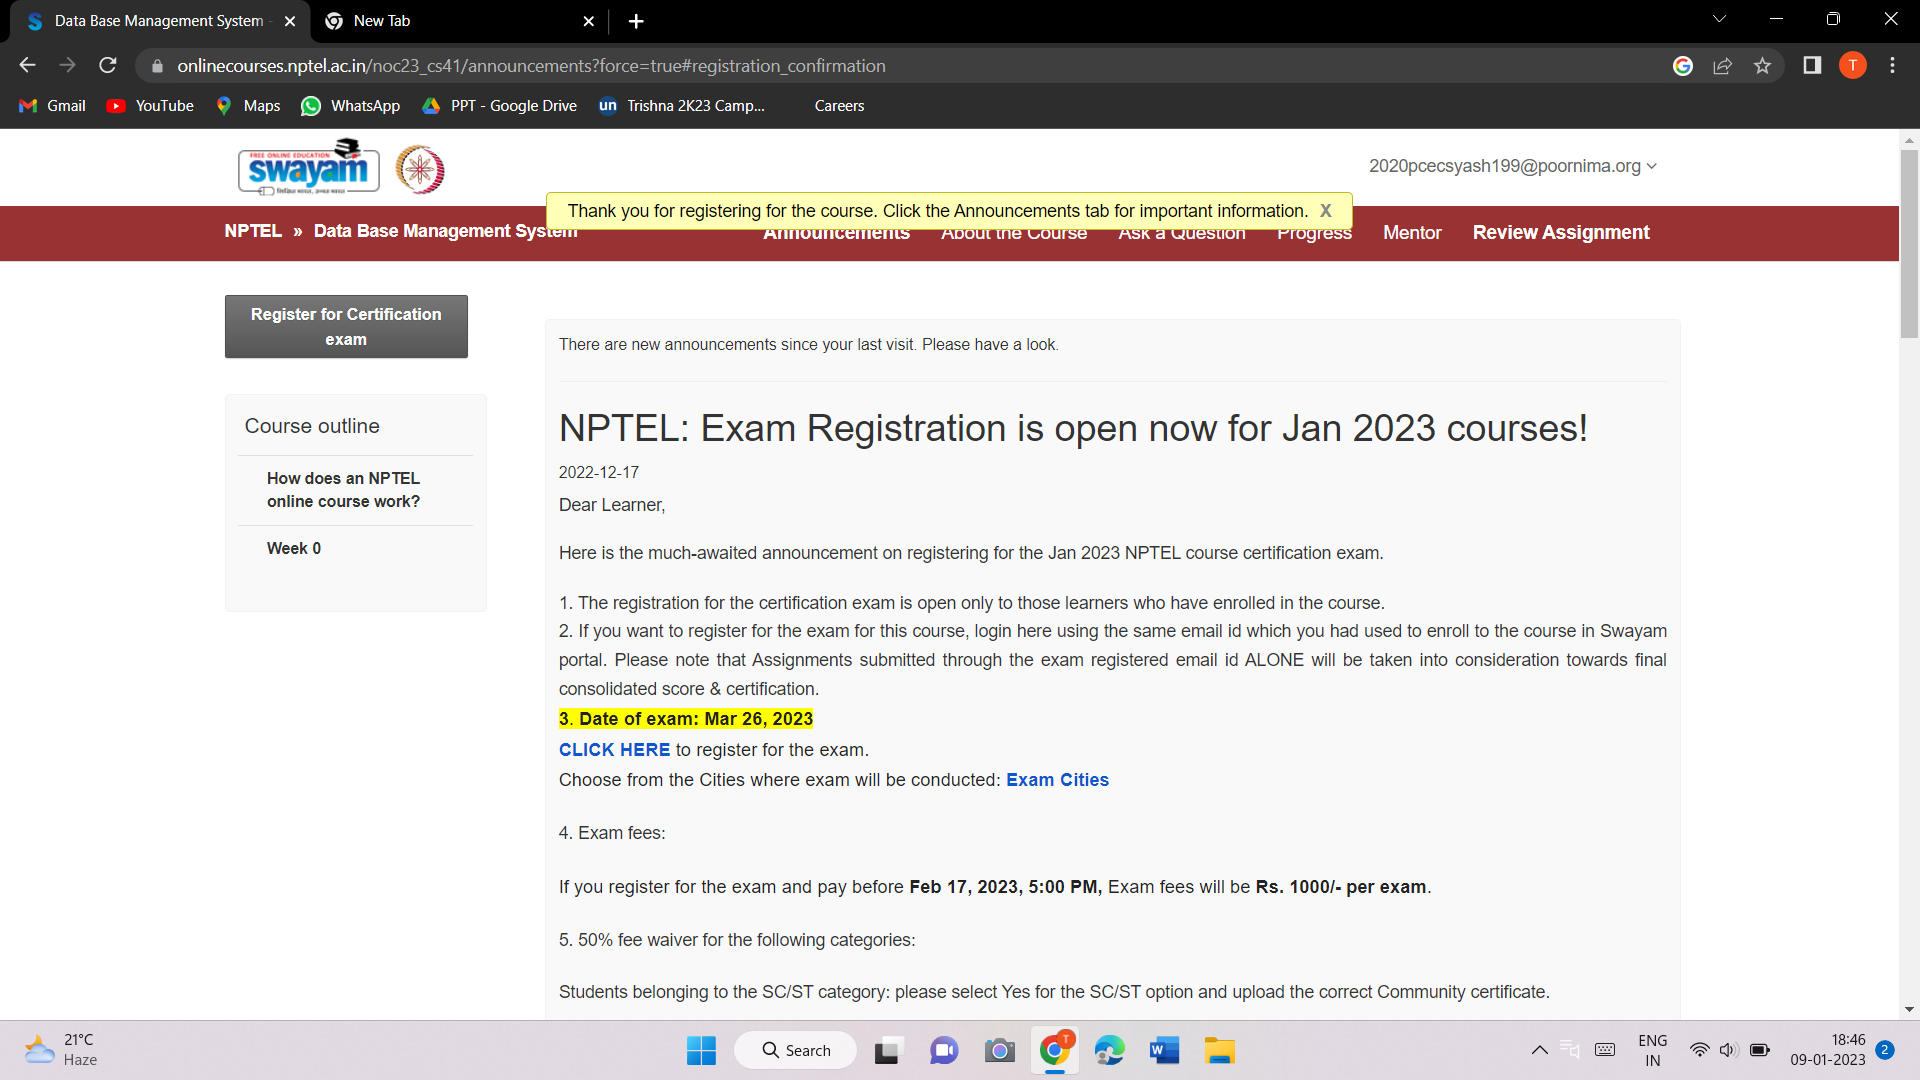 Data Base Management System -
New Tab
onlinecourses.nptel.ac.in/noc23_cs41/announcements?force=true#registration_confirmation
T
Gmail
YouTube
Maps
WhatsApp
PPT - Google Drive
un
Trishna 2K23 Camp...
Careers
FREE ONLINE EDUCATION
swayam
शिक्षित भारत, उन्नत भारत
2020pcecsyash199@poornima.org
Thank you for registering for the course. Click the Announcements tab for important information. X
NPTEL » Data Base Management System
Announcements
About the Course
Ask a Question
Progress
Mentor
Review Assignment
Register for Certification
exam
Course outline
How does an NPTEL
online course work?
Week 0
There are new announcements since your last visit. Please have a look.
NPTEL: Exam Registration is open now for Jan 2023 courses!
2022-12-17
Dear Learner,
Here is the much-awaited announcement on registering for the Jan 2023 NPTEL course certification exam.
1. The registration for the certification exam is open only to those learners who have enrolled in the course.
2. If you want to register for the exam for this course, login here using the same email id which you had used to enroll to the course in Swayam
portal. Please note that Assignments submitted through the exam registered email id ALONE will be taken into consideration towards final
consolidated score & certification.
3. Date of exam: Mar 26, 2023
CLICK HERE to register for the exam.
Choose from the Cities where exam will be conducted: Exam Cities
4. Exam fees:
If you register for the exam and pay before Feb 17, 2023, 5:00 PM, Exam fees will be Rs. 1000/- per exam.
5. 50% fee waiver for the following categories:
Students belonging to the SC/ST category: please select Yes for the SC/ST option and upload the correct Community certificate.
21°C
Haze
Search
T
W
ENG
IN
18:46
09-01-2023
2